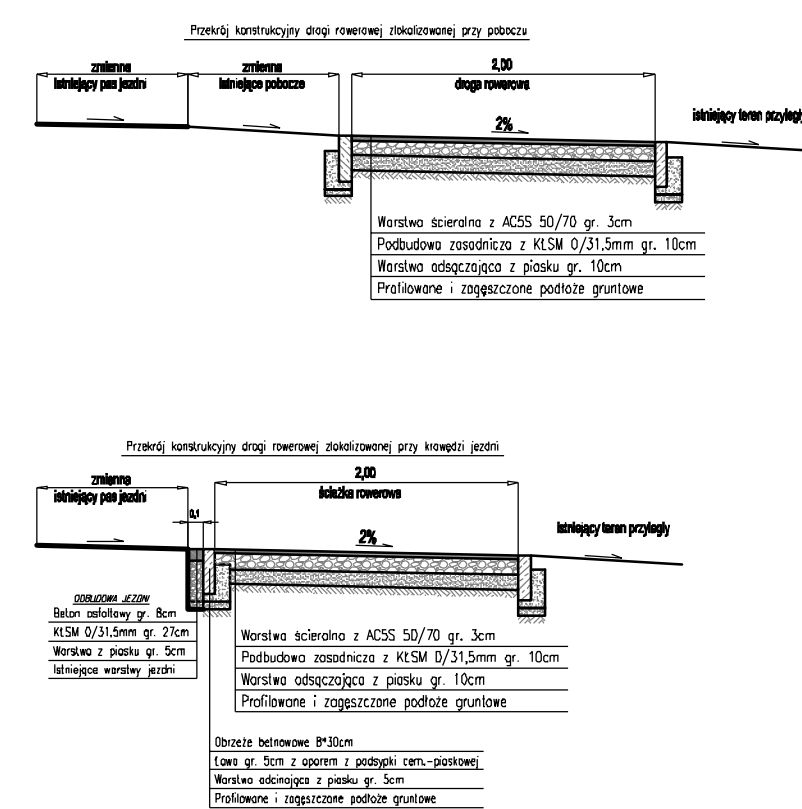 Przekrój konstrukcyjny drogi rowerowej zlokalizowanej przy poboczu
zmienna
istniejący pas jezdni
zmienna
istniejące pobocze
2,00
droga rowerowa
2%
istniejący teren przyległy
Warstwa ścieralna z AC5S 50/70 gr. 3cm
Podbudowa zasadnicza z KŁSM 0/31,5mm gr. 10cm
Warstwa odsączająca z piasku gr. 10cm
Profilowane i zagęszczone podłoże gruntowe
Przekrój konstrukcyjny drogi rowerowej zlokalizowanej przy krawędzi jezdni
zmienna
istniejący pas jezdni
0,1
2,00
ścieżka rowerowa
2%
istniejący teren przyległy
ODBUDOWA JEZDNI
Beton asfaltowy gr. 8cm
KŁSM 0/31,5mm gr. 27cm
Warstwa z piasku gr. 5cm
Istniejące warstwy jezdni
Warstwa ścieralna z AC5S 50/70 gr. 3cm
Podbudowa zasadnicza z KŁSM 0/31,5mm gr. 10cm
Warstwa odsączająca z piasku gr. 10cm
Profilowane i zagęszczone podłoże gruntowe
Obrzeże betnowowe 8*30cm
Ława gr. 5cm z oporem z podsypki cem.-piaskowej
Warstwa odcinająca z piasku gr. 5cm
Profilowane i zagęszczone podłoże gruntowe